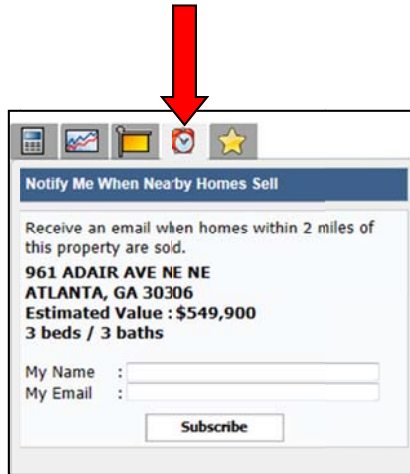 Notify Me When Nearby Homes Sell
Receive an email when homes within 2 miles of
this property are sold.
961 ADAIR AVE NE NE
ATLANTA, GA 30306
Estimated Value : $549,900
3 beds / 3 baths
My Name :
My Email :
Subscribe